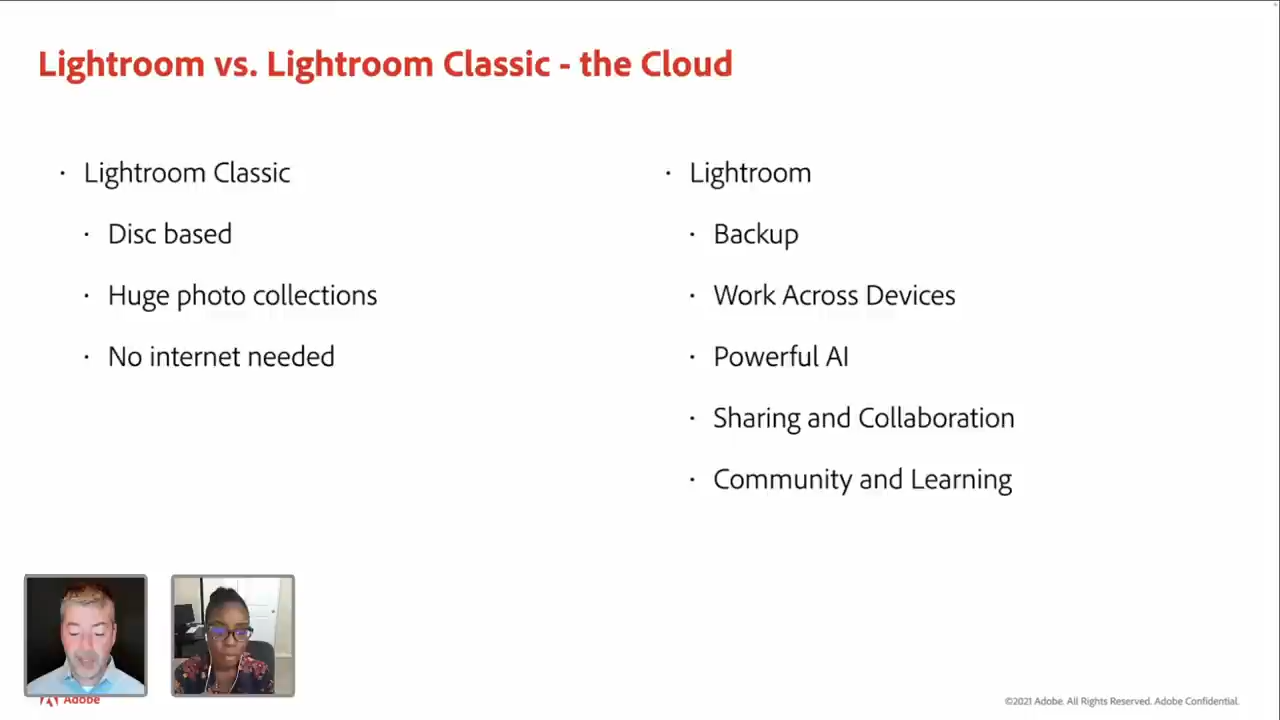 Lightroom vs. Lightroom Classic - the Cloud
· Lightroom Classic
· Disc based
· Huge photo collections
· No internet needed
· Lightroom
· Backup
· Work Across Devices
· Powerful AI
· Sharing and Collaboration
· Community and Learning
Adobe
©2021 Adobe. All Rights Reserved. Adobe Confidential.